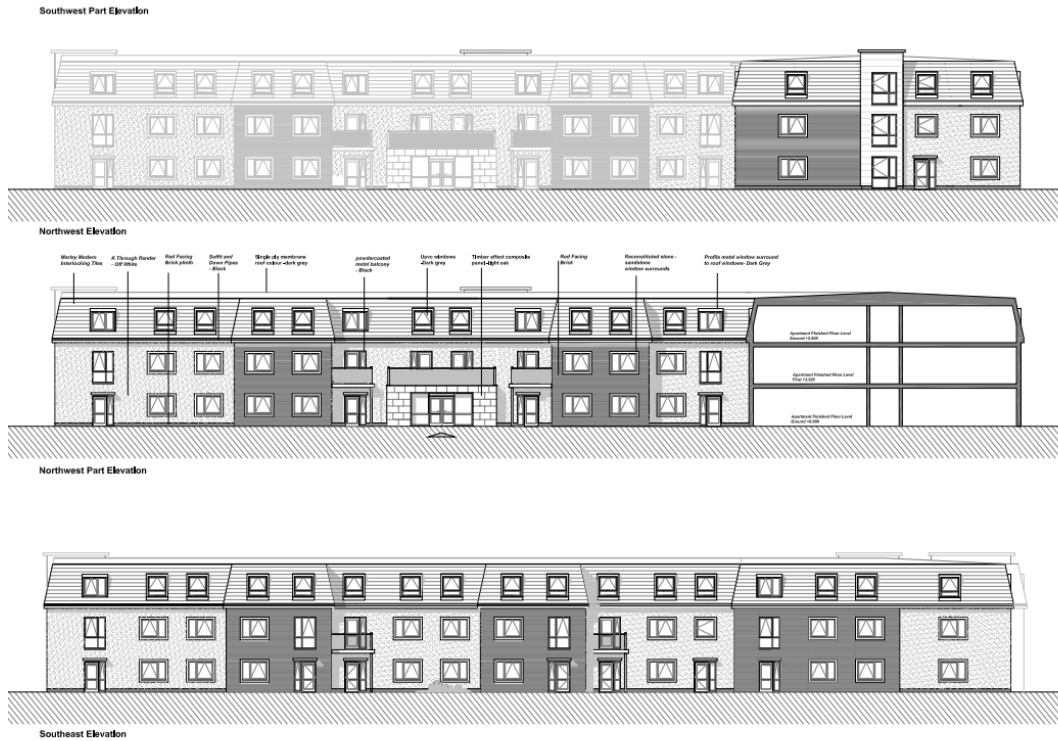 Southwest Part Elevation
Northwest Elevation
Marley Modern
Interlocking Tiles
K Through Render
- Off White
Red Facing
Brick plinth
Soffit and
Down Pipes -
Black
Single ply membrane
roof colour -dark grey
powdercoated
metal balcony
- Black
Upvc windows
-Dark grey
Timber effect composite
panel -light oak
Red Facing
Brick
Reconstituted stone -
sandstone
window surrounds
Profile metal window surround
to roof windows- Dark Grey
Apartment Finished Floor Level
Apartment Finished Floor Level
Apartment Finished Floor Level
Northwest Part Elevation
Southeast Elevation